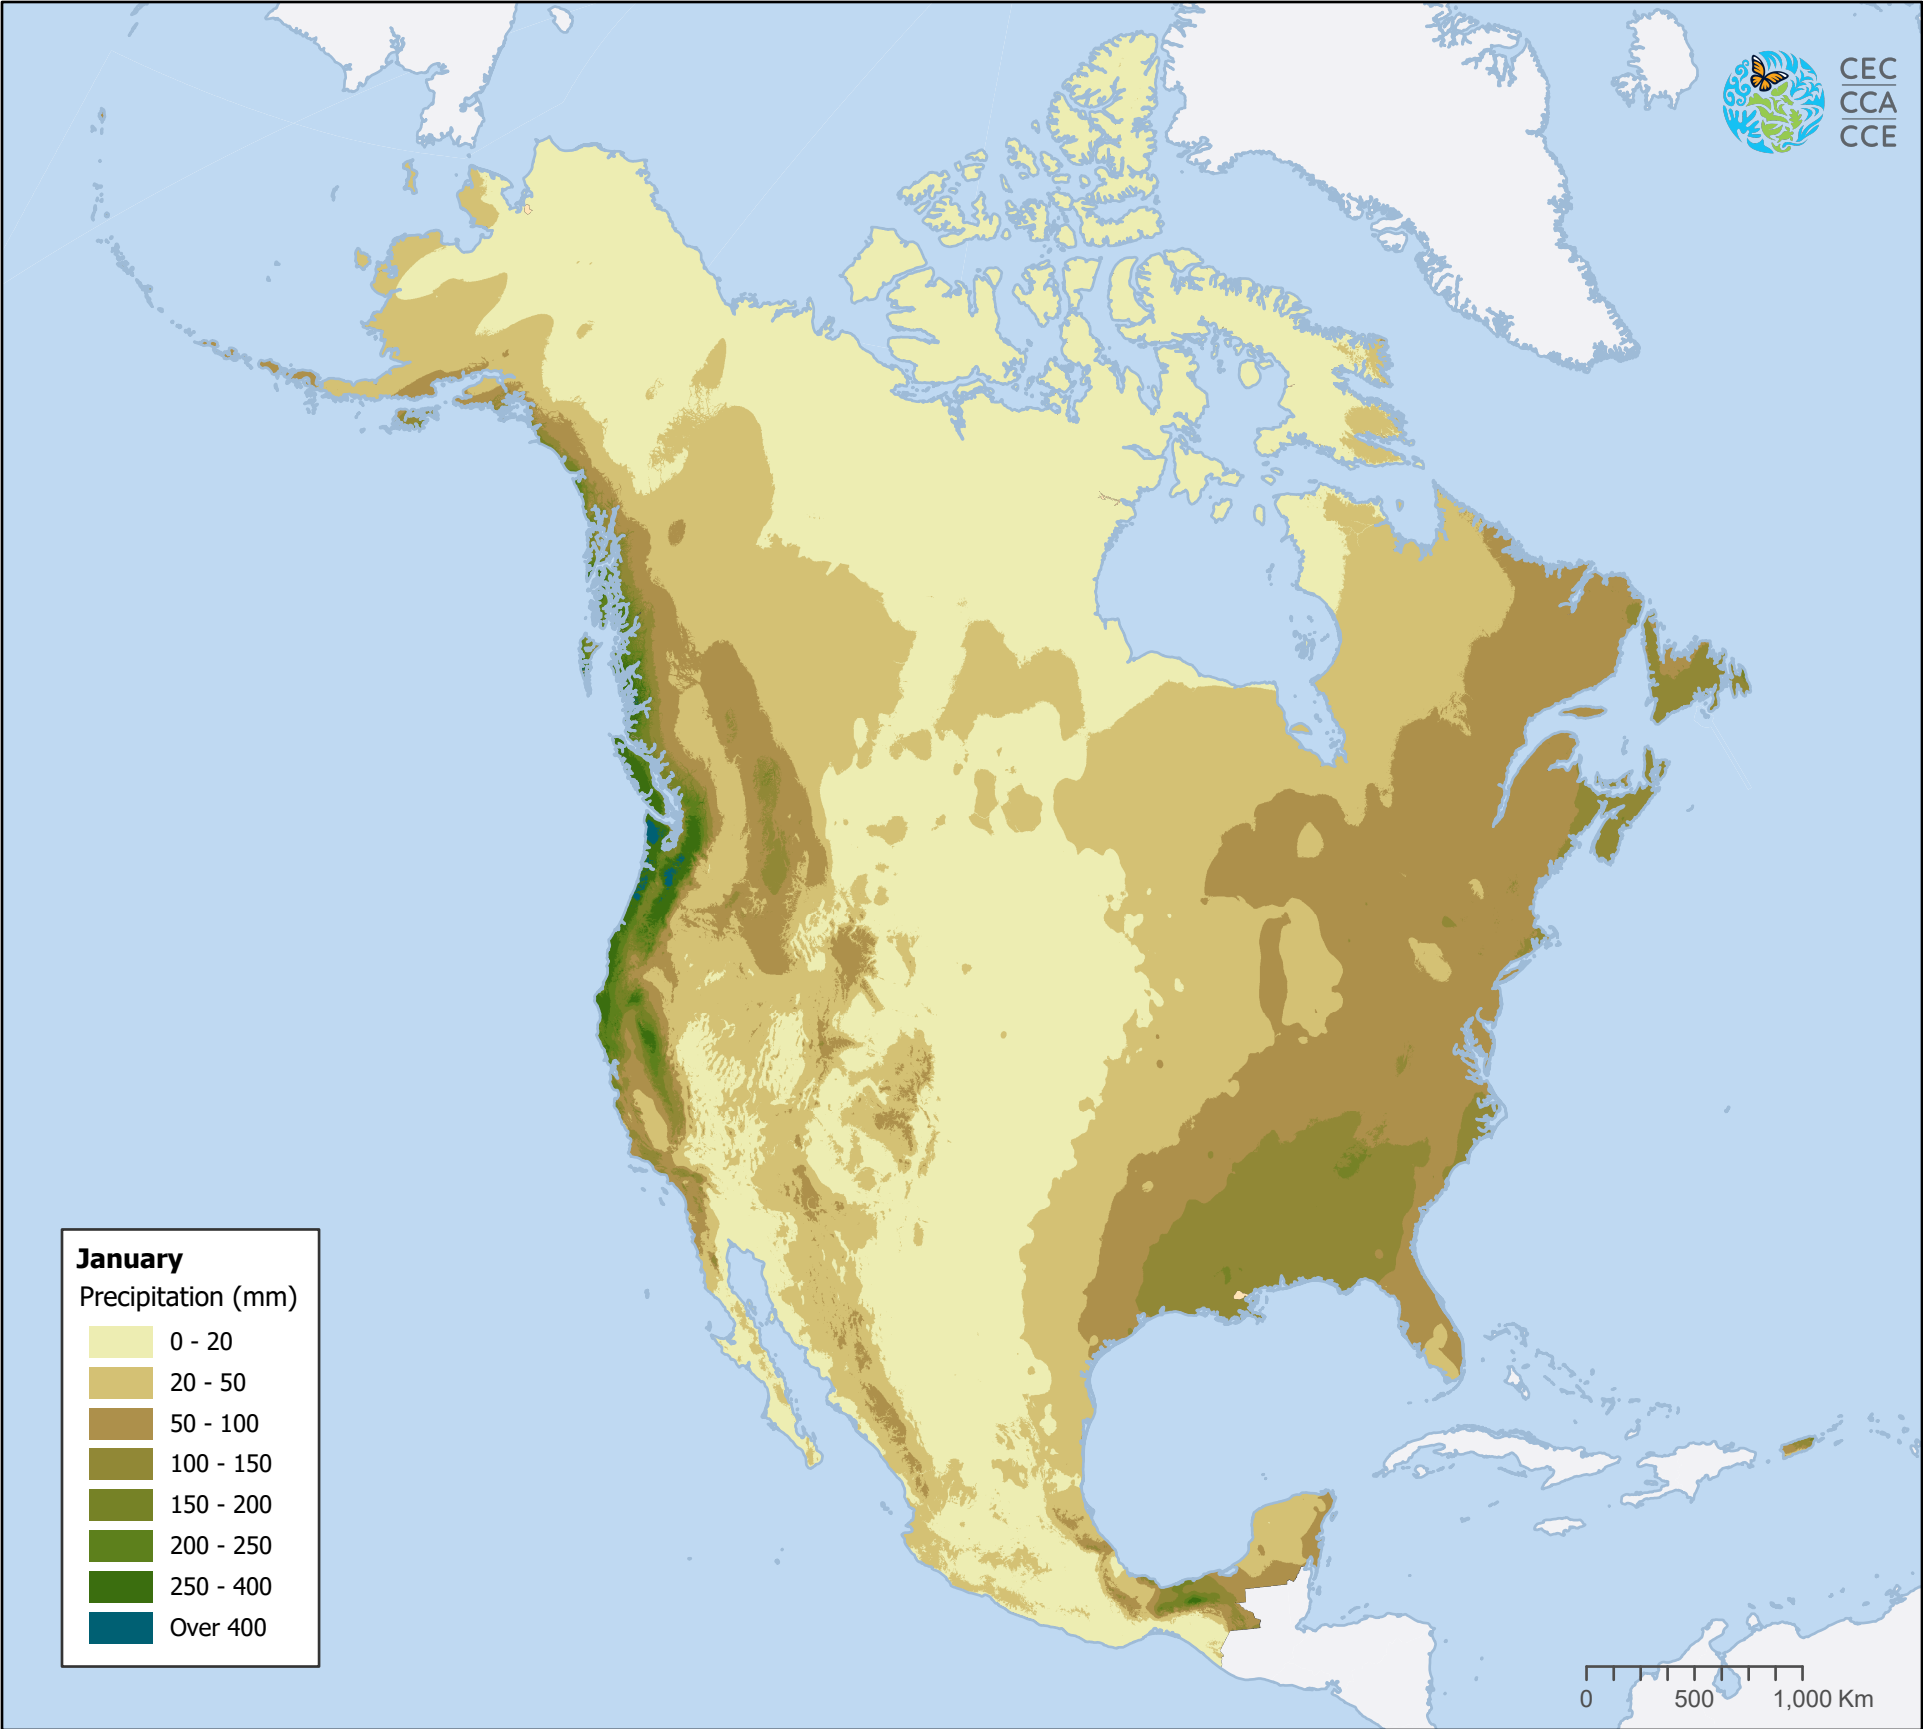 CEC
CCA
CCE
January
Precipitation (mm)
0 - 20
20 - 50
50 - 100
100 - 150
150 - 200
200 - 250
250 - 400
Over 400
0 500 1,000 Km